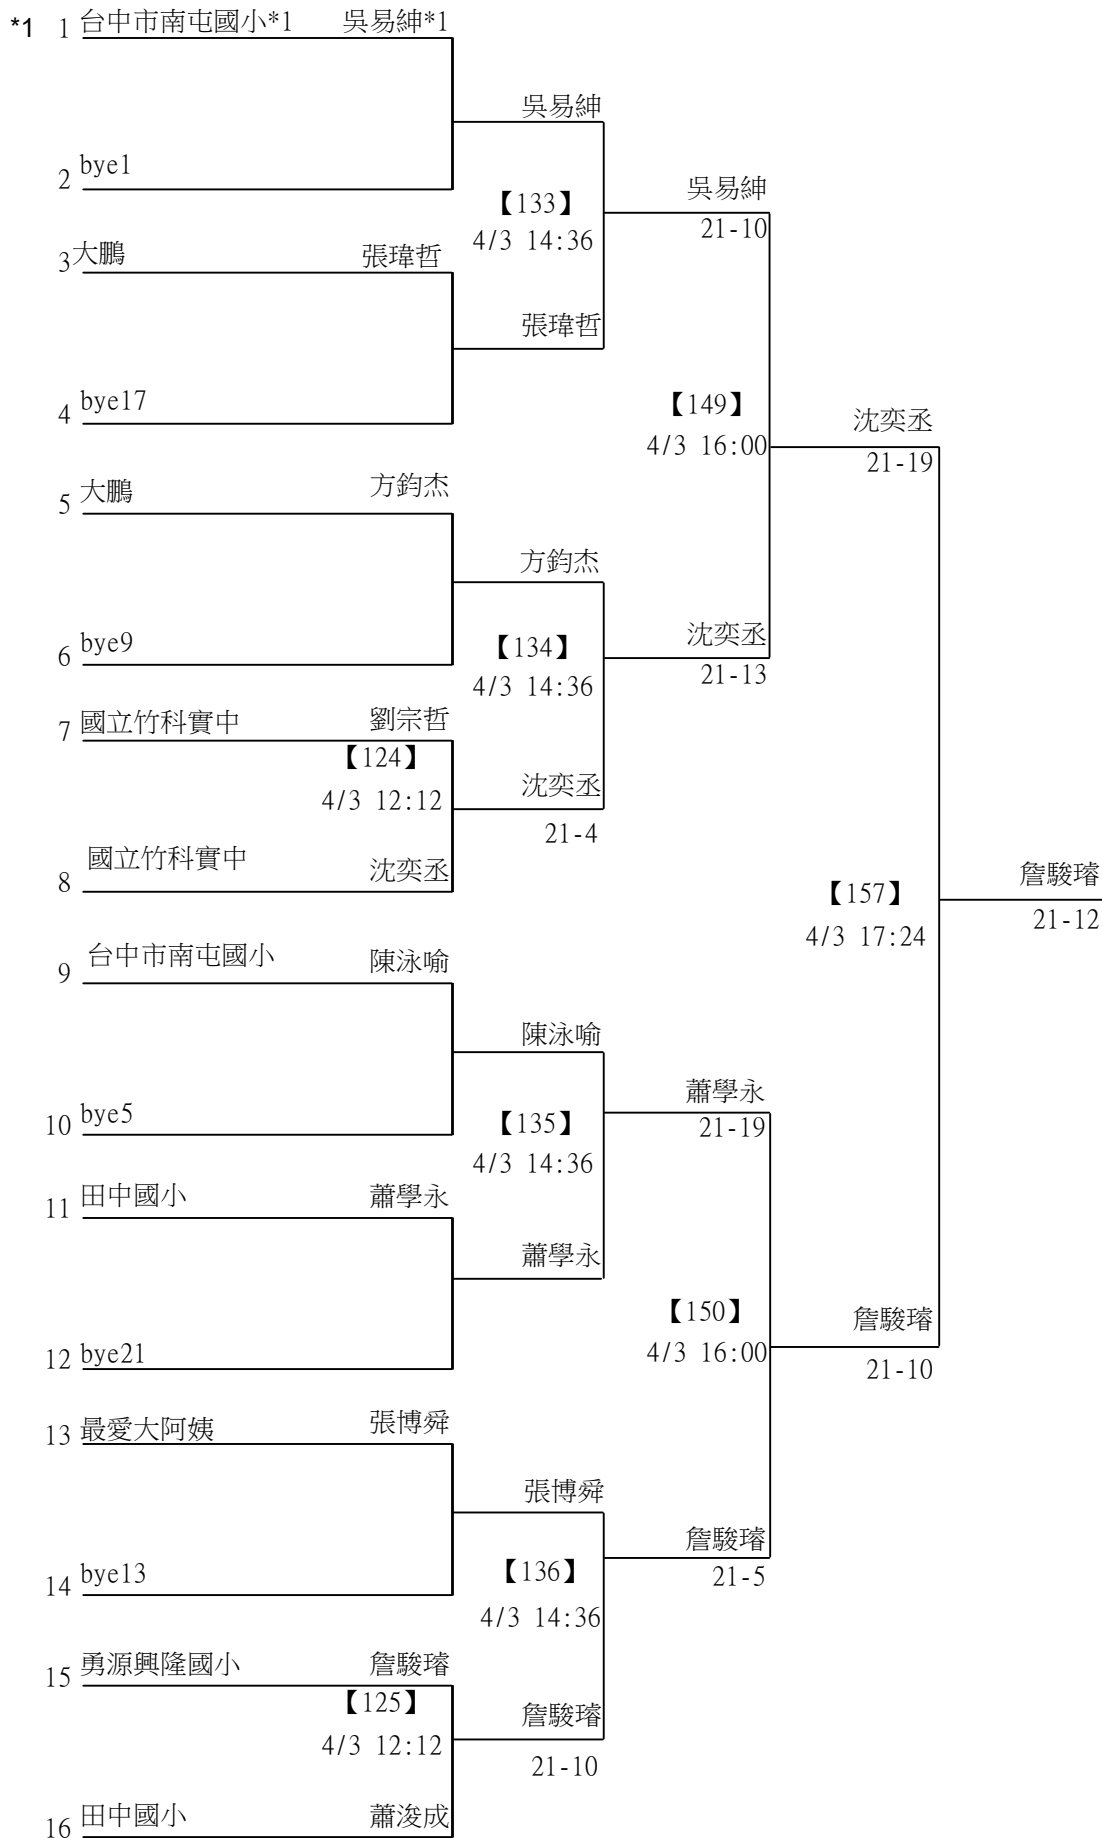 *1 1 台中市南屯國小*1 吳易紳*1
吳易紳
2 bye1
吳易紳
【133】
21-10
4/3 14:36
3 大鵬 張瑋哲
張瑋哲
4 bye17
【149】
沈奕丞
4/3 16:00
21-19
5 大鵬 方鈞杰
方鈞杰
6 bye9
【134】
沈奕丞
21-13
4/3 14:36
7 國立竹科實中 劉宗哲
【124】
4/3 12:12
沈奕丞
21-4
8 國立竹科實中 沈奕丞
【157】
詹駿璿
21-12
4/3 17:24
9 台中市南屯國小 陳泳喻
陳泳喻
蕭學永
10 bye5
【135】
21-19
4/3 14:36
11 田中國小 蕭學永
蕭學永
【150】
詹駿璿
4/3 16:00
12 bye21
21-10
13 最愛大阿姨 張博舜
張博舜
詹駿璿
14 bye13
【136】
21-5
4/3 14:36
15 勇源興隆國小 詹駿璿
【125】
詹駿璿
4/3 12:12
21-10
16 田中國小 蕭浚成